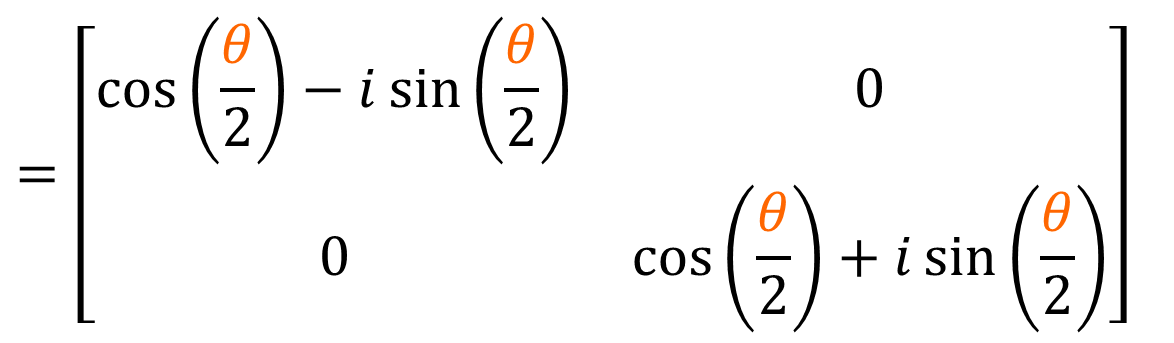 = [ cos(θ/2) − i sin(θ/2)   0
0   cos(θ/2) + i sin(θ/2) ]